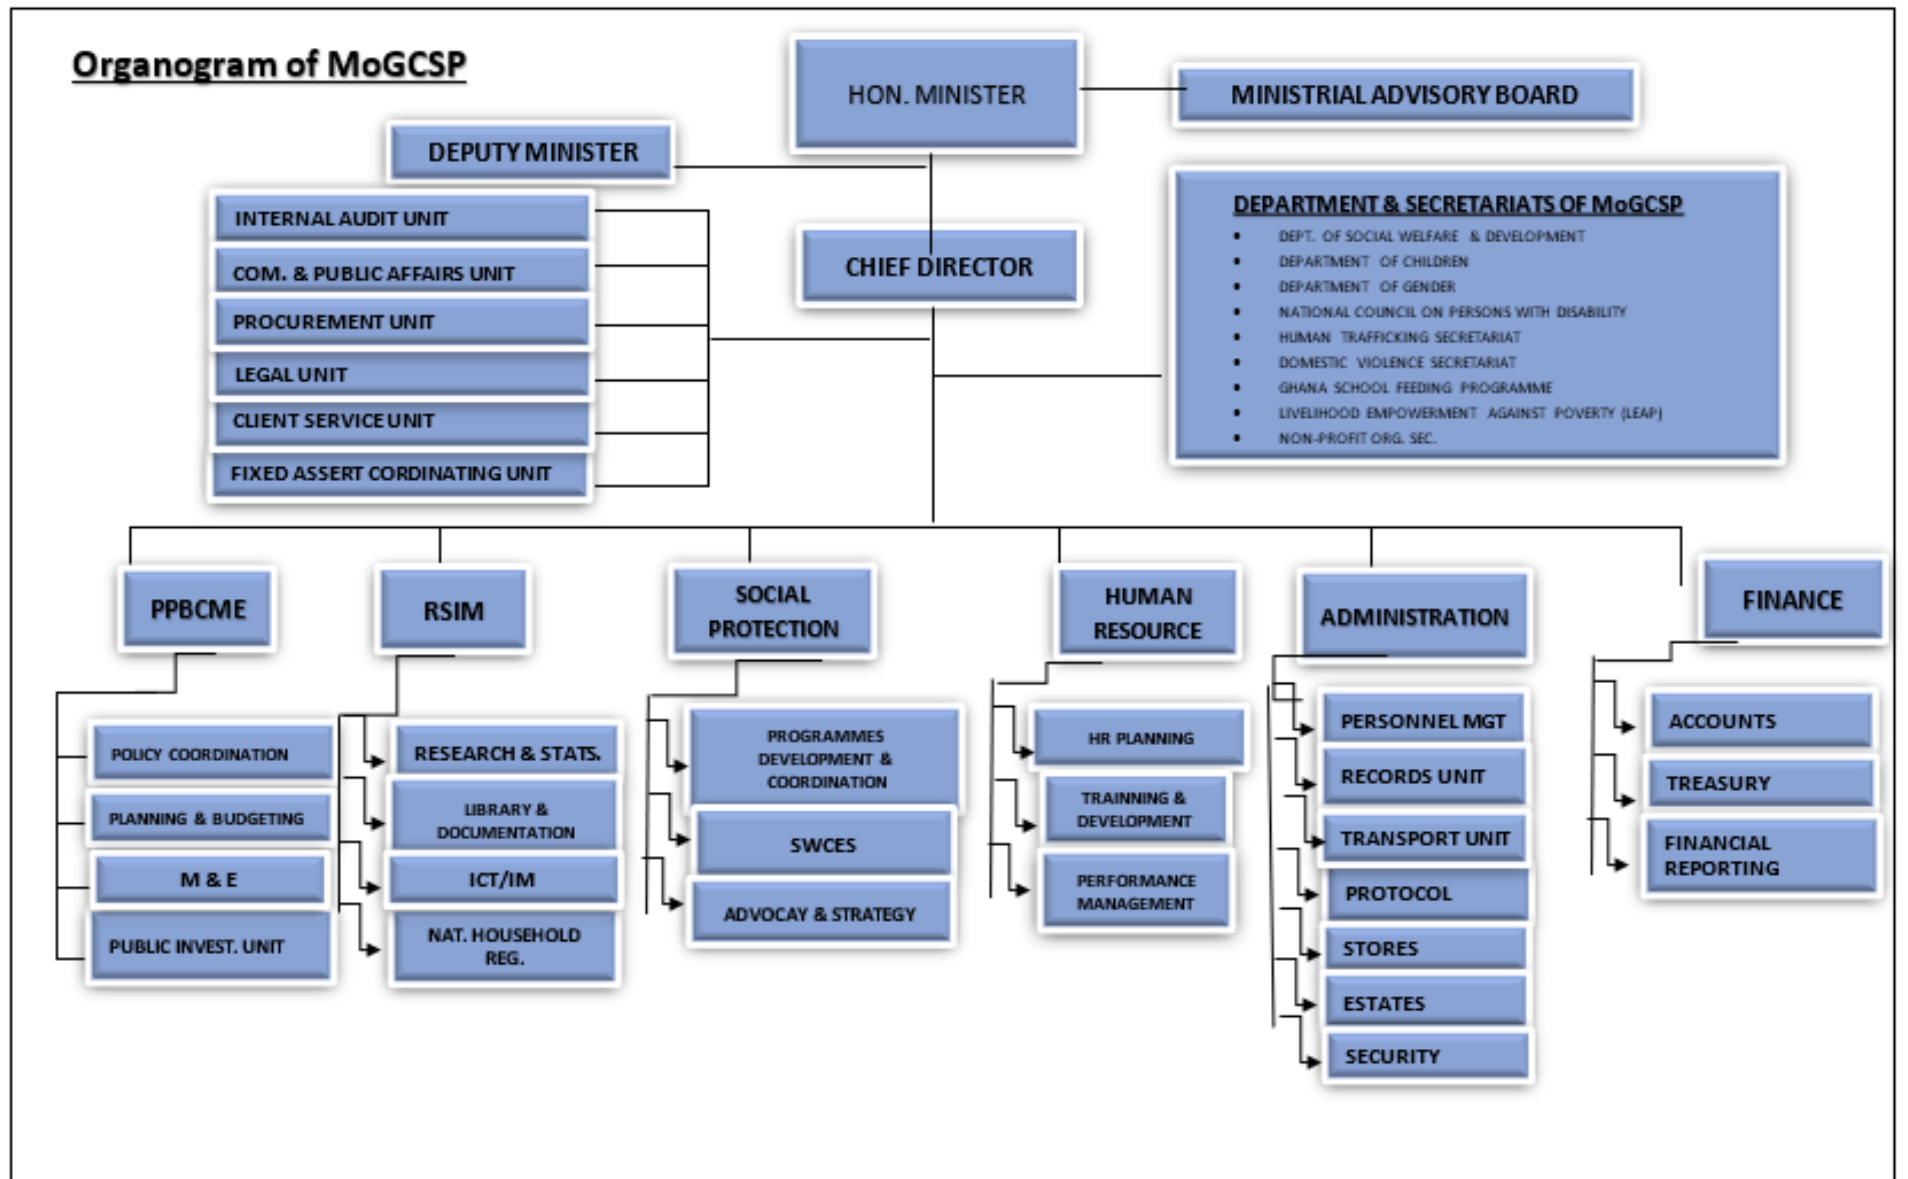 Organogram of MoGCSP
HON. MINISTER
MINISTRIAL ADVISORY BOARD
DEPUTY MINISTER
INTERNAL AUDIT UNIT
COM. & PUBLIC AFFAIRS UNIT
PROCUREMENT UNIT
LEGAL UNIT
CLIENT SERVICE UNIT
FIXED ASSERT CORDINATING UNIT
CHIEF DIRECTOR
DEPARTMENT & SECRETARIATS OF MoGCSP
• DEPT. OF SOCIAL WELFARE & DEVELOPMENT
• DEPARTMENT OF CHILDREN
• DEPARTMENT OF GENDER
• NATIONAL COUNCIL ON PERSONS WITH DISABILITY
• HUMAN TRAFFICKING SECRETARIAT
• DOMESTIC VIOLENCE SECRETARIAT
• GHANA SCHOOL FEEDING PROGRAMME
• LIVELIHOOD EMPOWERMENT AGAINST POVERTY (LEAP)
• NON-PROFIT ORG. SEC.
PPBCME
POLICY COORDINATION
PLANNING & BUDGETING
M & E
PUBLIC INVEST. UNIT
RSIM
RESEARCH & STATS.
LIBRARY &
DOCUMENTATION
ICT/IM
NAT. HOUSEHOLD
REG.
SOCIAL
PROTECTION
PROGRAMMES
DEVELOPMENT &
COORDINATION
SWCES
ADVOCAY & STRATEGY
HUMAN
RESOURCE
HR PLANNING
TRAINNING &
DEVELOPMENT
PERFORMANCE
MANAGEMENT
ADMINISTRATION
PERSONNEL MGT
RECORDS UNIT
TRANSPORT UNIT
PROTOCOL
STORES
ESTATES
SECURITY
FINANCE
ACCOUNTS
TREASURY
FINANCIAL
REPORTING